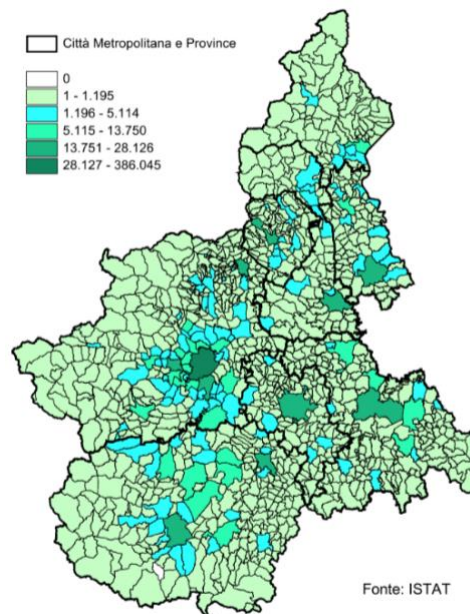 Città Metropolitana e Province
0
1 - 1.195
1.196 - 5.114
5.115 - 13.750
13.751 - 28.126
28.127 - 386.045
Fonte: ISTAT